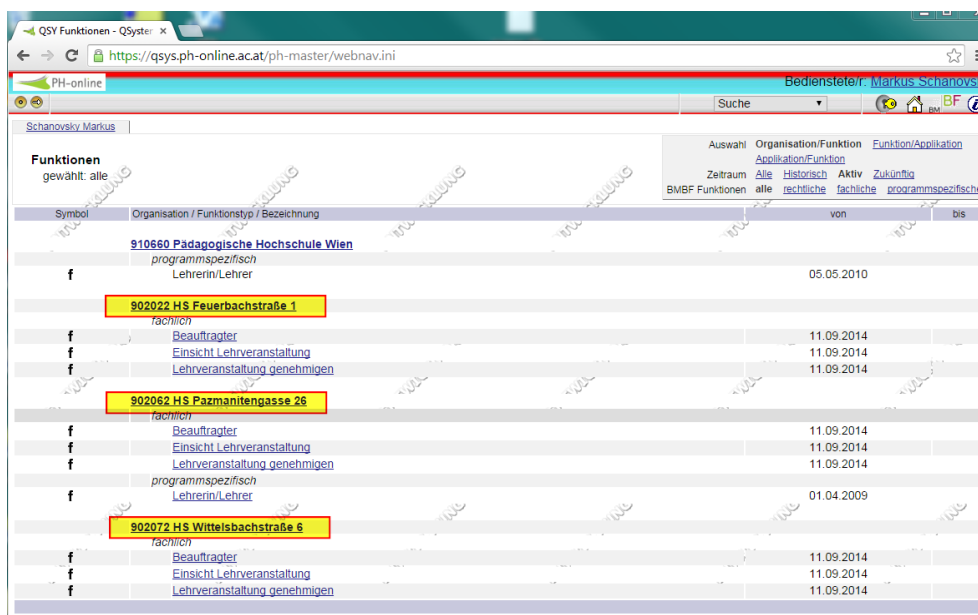 QSY Funktionen - QSyster ×
https://qsys.ph-online.ac.at/ph-master/webnav.ini
PH-online
Bedienstete/r: Markus Schanovs
Suche BM BF
Schanovsky Markus
Auswahl Organisation/Funktion Funktion/Applikation
Applikation/Funktion
Funktionen
gewählt: alle
Zeitraum Alle Historisch Aktiv Zukünftig
BMBF Funktionen alle rechtliche fachliche programmspezifische
Symbol Organisation / Funktionstyp / Bezeichnung von bis
910660 Pädagogische Hochschule Wien
programmspezifisch
f Lehrerin/Lehrer 05.05.2010
902022 HS Feuerbachstraße 1
fachlich
f Beauftragter 11.09.2014
f Einsicht Lehrveranstaltung 11.09.2014
f Lehrveranstaltung genehmigen 11.09.2014
902062 HS Pazmanitengasse 26
fachlich
f Beauftragter 11.09.2014
f Einsicht Lehrveranstaltung 11.09.2014
f Lehrveranstaltung genehmigen 11.09.2014
programmspezifisch
f Lehrerin/Lehrer 01.04.2009
902072 HS Wittelsbachstraße 6
fachlich
f Beauftragter 11.09.2014
f Einsicht Lehrveranstaltung 11.09.2014
f Lehrveranstaltung genehmigen 11.09.2014